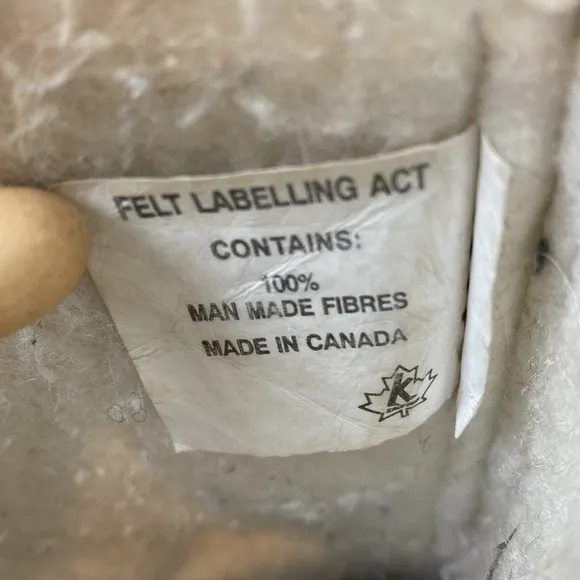 FELT LABELLING ACT
CONTAINS:
100%
MAN MADE FIBRES
MADE IN CANADA
K